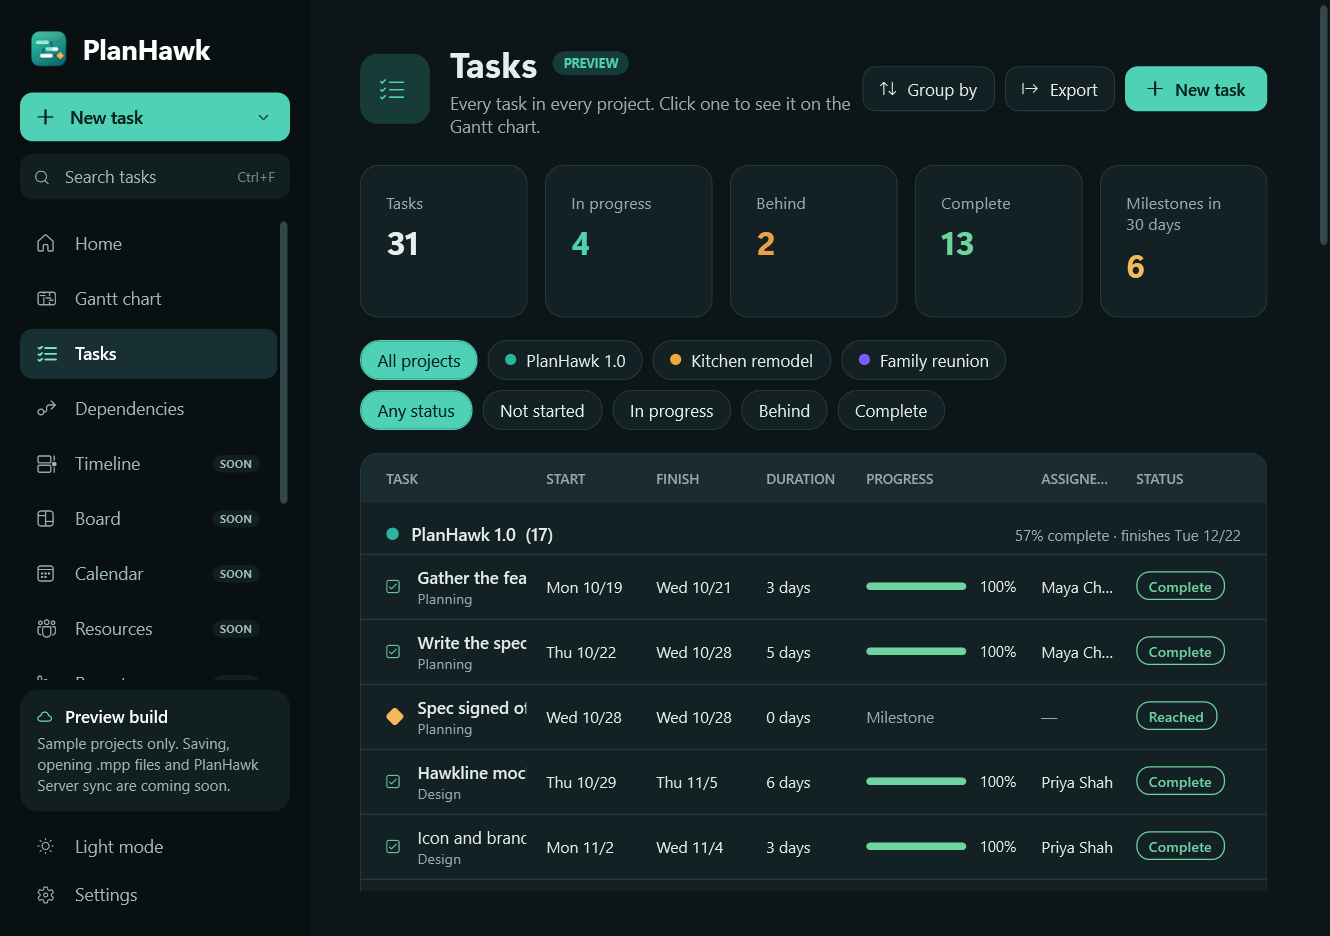 PlanHawk
New task
Search tasks Ctrl+F
Home
Gantt chart
Tasks
Dependencies
Timeline SOON
Board SOON
Calendar SOON
Resources SOON
Preview build
Sample projects only. Saving,
opening .mpp files and PlanHawk
Server sync are coming soon.
Light mode
Settings
Tasks PREVIEW
Every task in every project. Click one to see it on the
Gantt chart.
Group by
Export
New task
Tasks
31
In progress
4
Behind
2
Complete
13
Milestones in
30 days
6
All projects PlanHawk 1.0 Kitchen remodel Family reunion
Any status Not started In progress Behind Complete
TASK START FINISH DURATION PROGRESS ASSIGNE... STATUS
PlanHawk 1.0 (17) 57% complete · finishes Tue 12/22
Gather the fea Mon 10/19 Wed 10/21 3 days 100% Maya Ch... Complete
Planning
Write the spec Thu 10/22 Wed 10/28 5 days 100% Maya Ch... Complete
Planning
Spec signed of Wed 10/28 Wed 10/28 0 days Milestone — Reached
Planning
Hawkline moc Thu 10/29 Thu 11/5 6 days 100% Priya Shah Complete
Design
Icon and branc Mon 11/2 Wed 11/4 3 days 100% Priya Shah Complete
Design